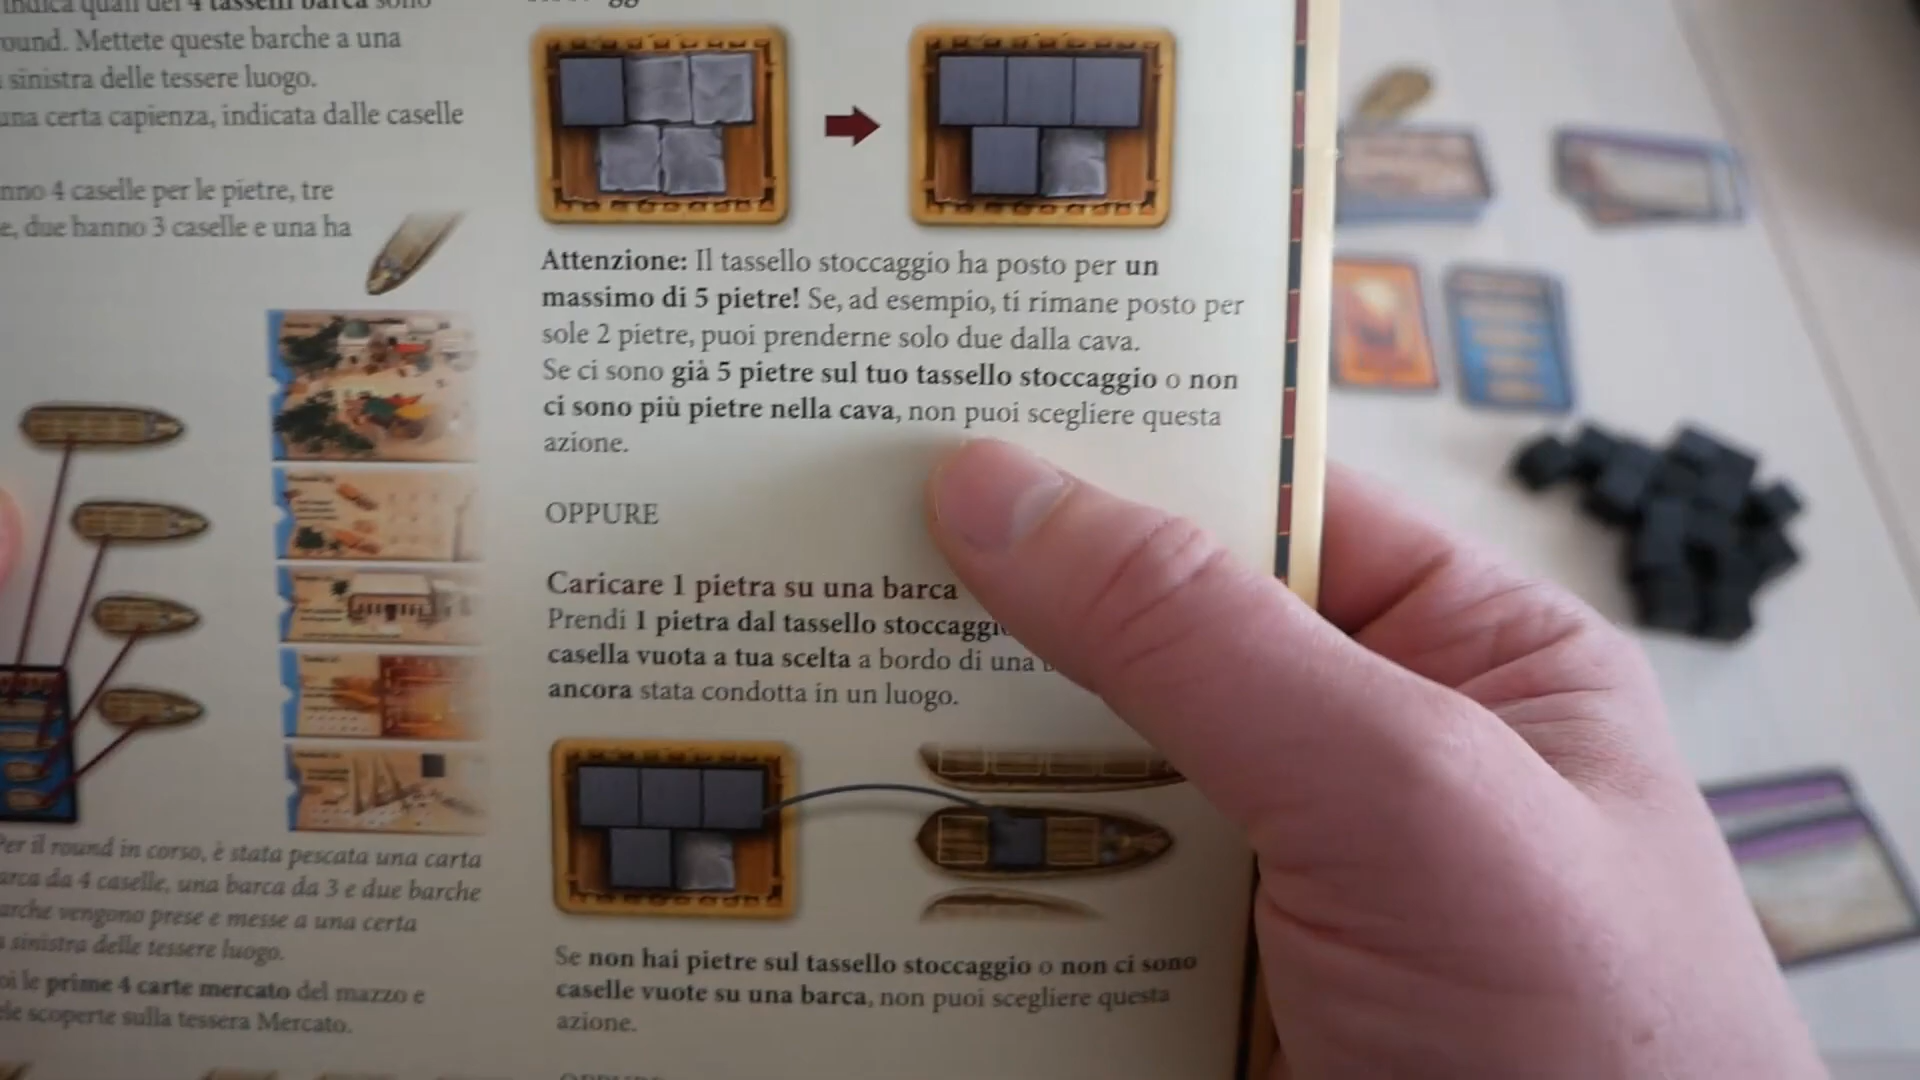 indica quali dei 4 tasselli barca sono
ound. Mettete queste barche a una
sinistra delle tessere luogo.
una certa capienza, indicata dalle caselle
nno 4 caselle per le pietre, tre
e, due hanno 3 caselle e una ha
Per il round in corso, è stata pescata una carta
arca da 4 caselle, una barca da 3 e due barche
arche vengono prese e messe a una certa
sinistra delle tessere luogo.
oi le prime 4 carte mercato del mazzo e
le scoperte sulla tessera Mercato.
Attenzione: Il tassello stoccaggio ha posto per un
massimo di 5 pietre! Se, ad esempio, ti rimane posto per
sole 2 pietre, puoi prenderne solo due dalla cava.
Se ci sono già 5 pietre sul tuo tassello stoccaggio o non
ci sono più pietre nella cava, non puoi scegliere questa
azione.
OPPURE
Caricare 1 pietra su una barca
Prendi 1 pietra dal tassello stoccaggio
casella vuota a tua scelta a bordo di una
ancora stata condotta in un luogo.
Se non hai pietre sul tassello stoccaggio o non ci sono
caselle vuote su una barca, non puoi scegliere questa
azione.